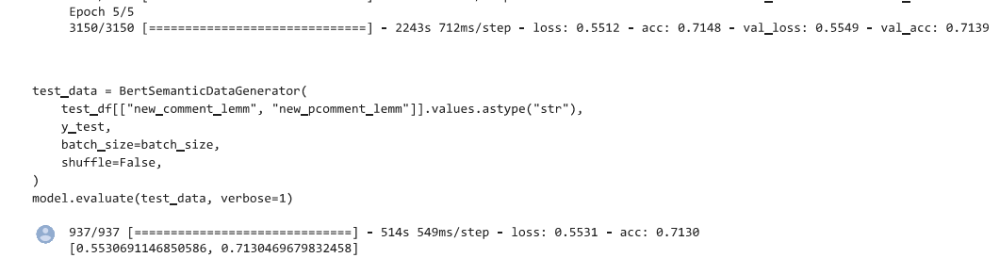 Epoch 5/5
3150/3150 [==============================] - 2243s 712ms/step - loss: 0.5512 - acc: 0.7148 - val_loss: 0.5549 - val_acc: 0.7139
test_data = BertSemanticDataGenerator(
    test_df[["new_comment_lemm", "new_pcomment_lemm"]].values.astype("str"),
    y_test,
    batch_size=batch_size,
    shuffle=False,
)
model.evaluate(test_data, verbose=1)
937/937 [==============================] - 514s 549ms/step - loss: 0.5531 - acc: 0.7130
[0.5530691146850586, 0.7130469679832458]